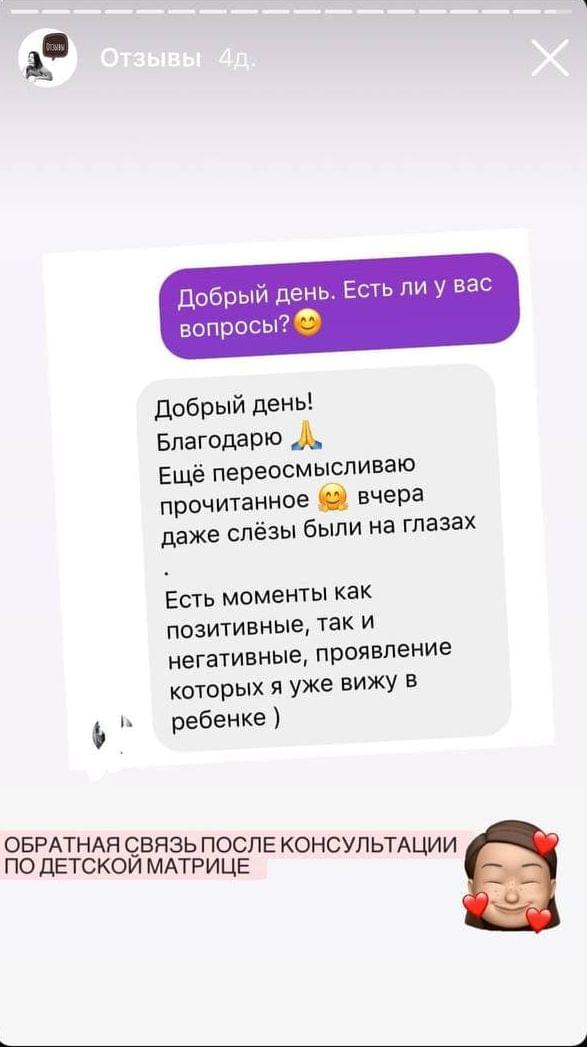 Отзывы
Отзывы 4д.
Добрый день. Есть ли у вас
вопросы?😊
Добрый день!
Благодарю 🙏
Ещё переосмысливаю
прочитанное 🤗 вчера
даже слёзы были на глазах
.
Есть моменты как
позитивные, так и
негативные, проявление
которых я уже вижу в
ребенке )
ОБРАТНАЯ СВЯЗЬ ПОСЛЕ КОНСУЛЬТАЦИИ
ПО ДЕТСКОЙ МАТРИЦЕ